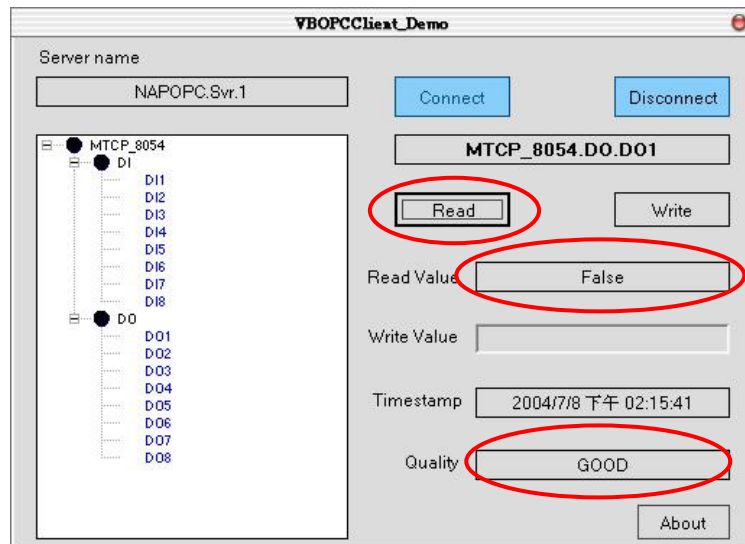 VBOPCClient_Demo
Server name
NAPOPC.Svr.1
Connect
Disconnect
MTCP_8054
DI
DI1
DI2
DI3
DI4
DI5
DI6
DI7
DI8
DO
DO1
DO2
DO3
DO4
DO5
DO6
DO7
DO8
MTCP_8054.DO.DO1
Read
Write
Read Value
False
Write Value
Timestamp
2004/7/8 下午 02:15:41
Quality
GOOD
About